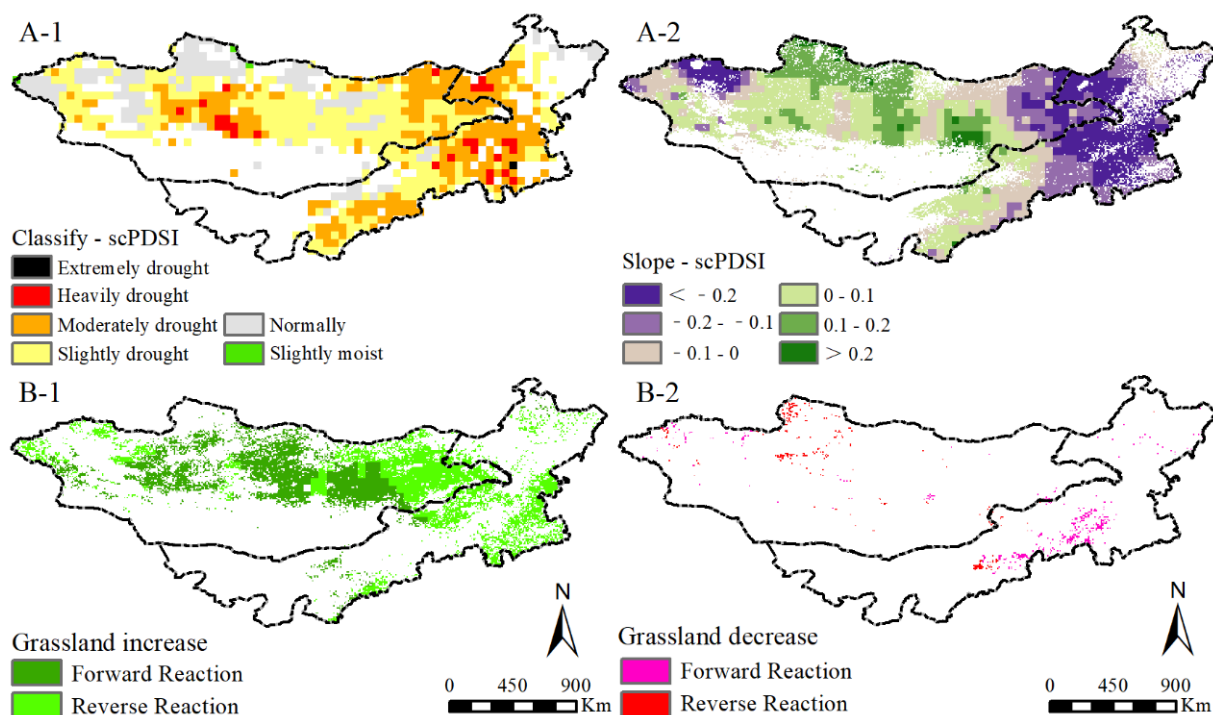 A-1
Classify - scPDSI
Extremely drought
Heavily drought
Moderately drought
Normally
Slightly drought
Slightly moist
A-2
Slope - scPDSI
< - 0.2
0 - 0.1
- 0.2 - - 0.1
0.1 - 0.2
- 0.1 - 0
> 0.2
B-1
Grassland increase
Forward Reaction
Reverse Reaction
N
0 450 900
Km
B-2
Grassland decrease
Forward Reaction
Reverse Reaction
N
0 450 900
Km